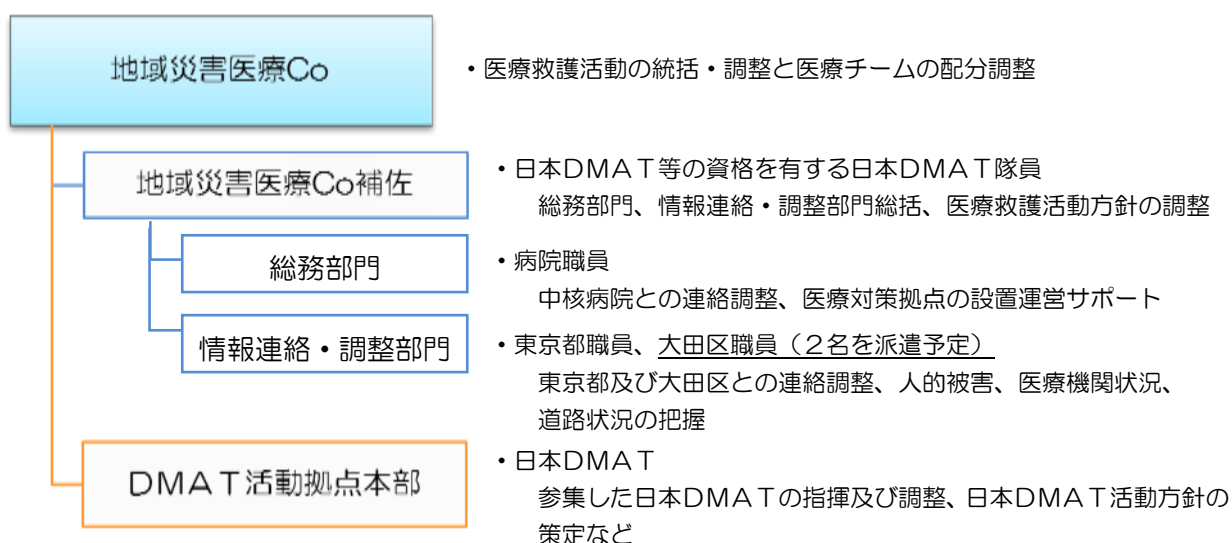 地域災害医療Co
・医療救護活動の統括・調整と医療チームの配分調整
地域災害医療Co補佐
・日本DMAT等の資格を有する日本DMAT隊員
総務部門、情報連絡・調整部門総括、医療救護活動方針の調整
総務部門
・病院職員
中核病院との連絡調整、医療対策拠点の設置運営サポート
情報連絡・調整部門
・東京都職員、大田区職員(2名を派遣予定)
東京都及び大田区との連絡調整、人的被害、医療機関状況、
道路状況の把握
DMAT活動拠点本部
・日本DMAT
参集した日本DMATの指揮及び調整、日本DMAT活動方針の
策定など